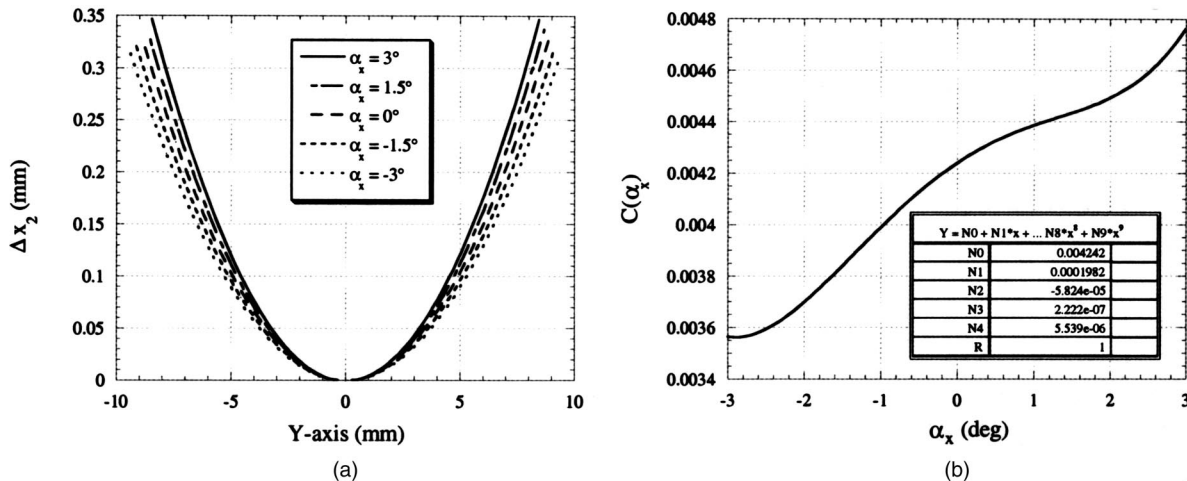 0.35
0.3
0.25
0.2
0.15
0.1
0.05
0
Δx₂ (mm)
-10
-5
0
5
10
Y-axis (mm)
αₓ = 3°
αₓ = 1.5°
αₓ = 0°
αₓ = -1.5°
αₓ = -3°
(a)
0.0048
0.0046
0.0044
0.0042
0.004
0.0038
0.0036
0.0034
C(αₓ)
Y = N0 + N1*x + ... N8*x⁸ + N9*x⁹
N0 0.004242
N1 0.0001982
N2 -5.824e-05
N3 2.222e-07
N4 5.539e-06
R 1
-3
-2
-1
0
1
2
3
αₓ (deg)
(b)